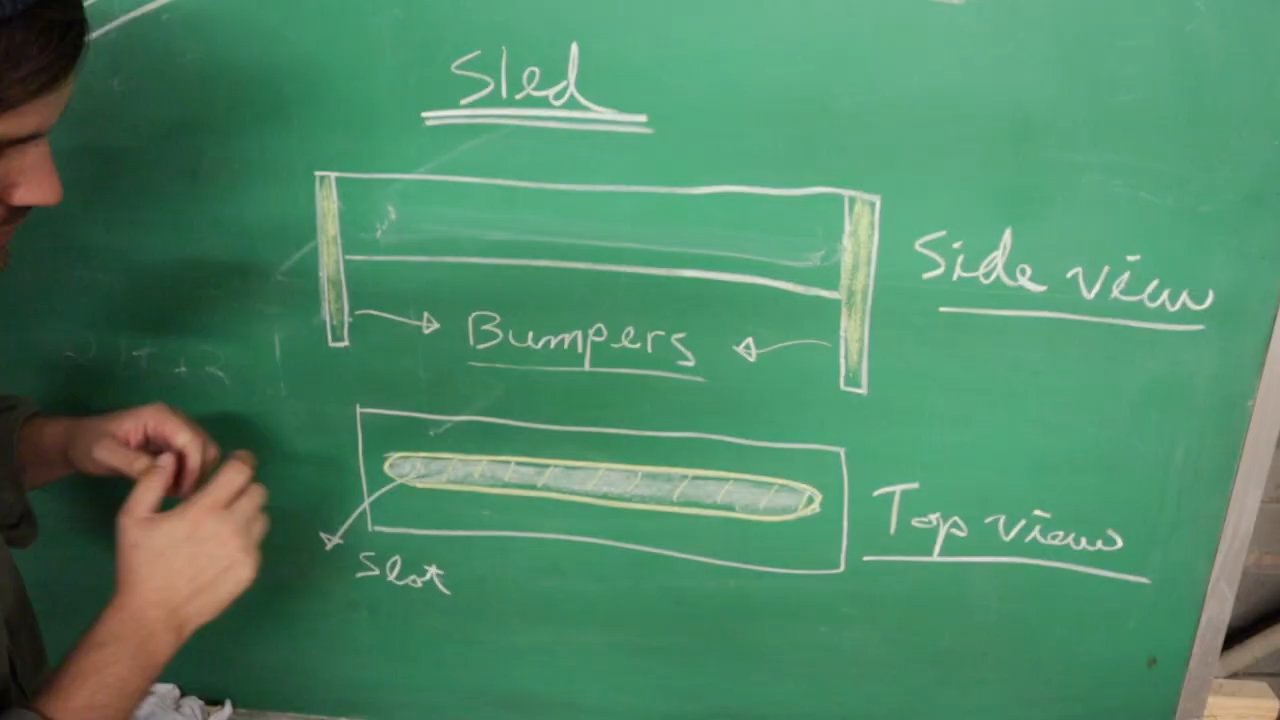 Sled
Side view
Bumpers
Top view
Slot